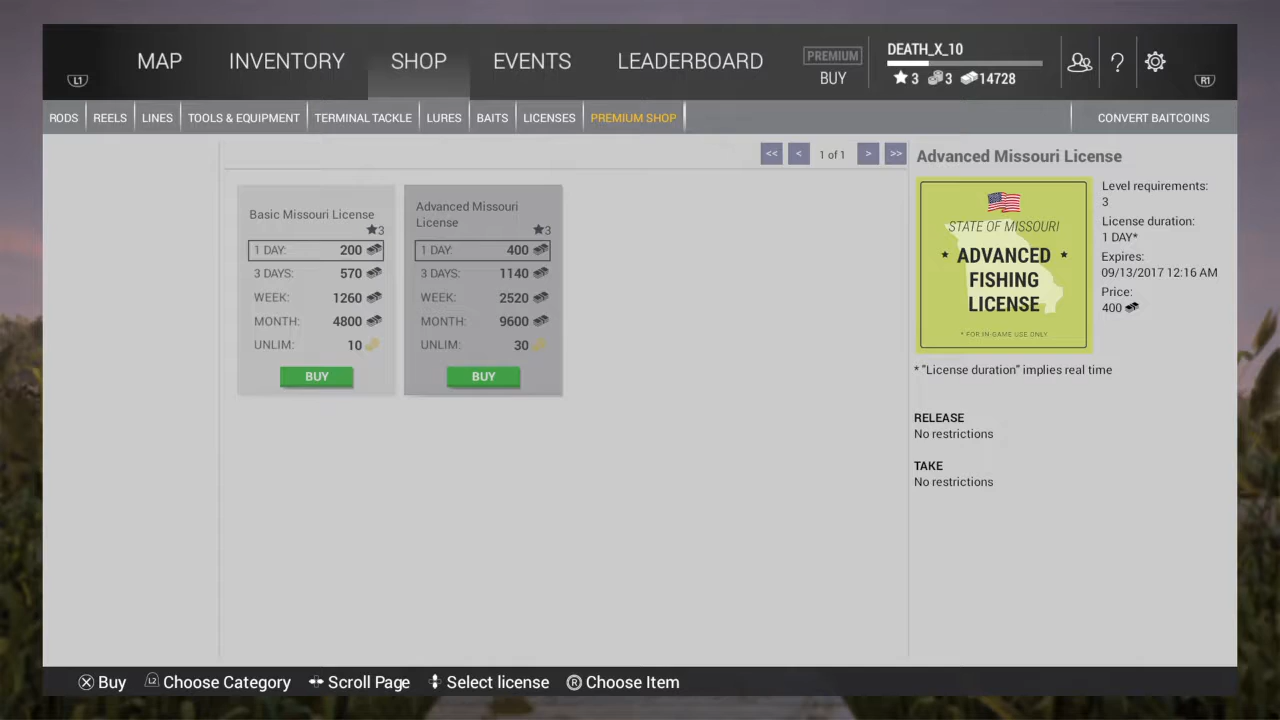 MAP INVENTORY SHOP EVENTS LEADERBOARD
PREMIUM
BUY
DEATH_X_10
3 3 14728
?
L1
R1
RODS REELS LINES TOOLS & EQUIPMENT TERMINAL TACKLE LURES BAITS LICENSES PREMIUM SHOP CONVERT BAITCOINS
<< < 1 of 1 > >>
Basic Missouri License
3
1 DAY: 200
3 DAYS: 570
WEEK: 1260
MONTH: 4800
UNLIM: 10
BUY
Advanced Missouri
License
3
1 DAY: 400
3 DAYS: 1140
WEEK: 2520
MONTH: 9600
UNLIM: 30
BUY
Advanced Missouri License
STATE OF MISSOURI
ADVANCED
FISHING
LICENSE
* FOR IN-GAME USE ONLY
Level requirements:
3
License duration:
1 DAY*
Expires:
09/13/2017 12:16 AM
Price:
400
* "License duration" implies real time
RELEASE
No restrictions
TAKE
No restrictions
Buy L2 Choose Category Scroll Page Select license R Choose Item